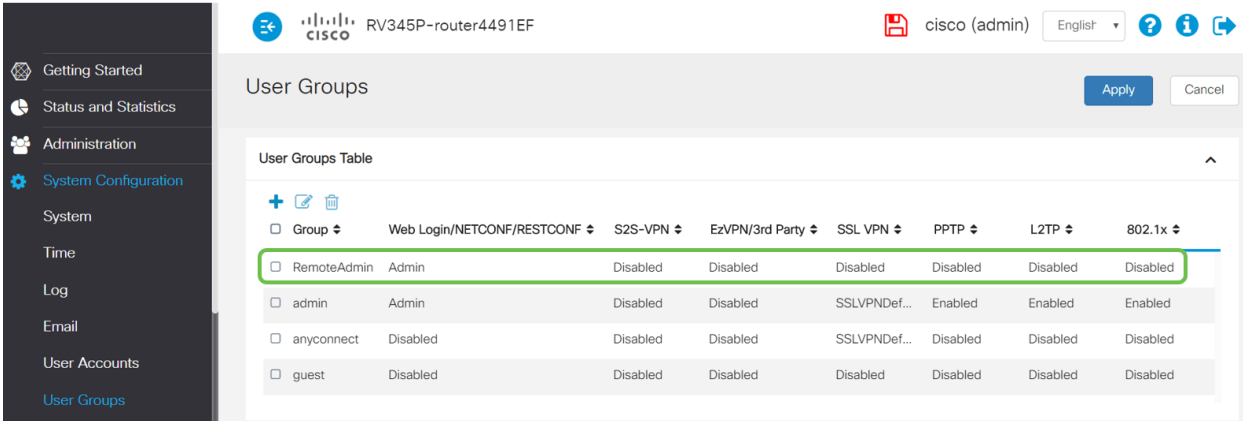 cisco RV345P-router4491EF cisco (admin) English
Getting Started
User Groups Apply Cancel
Status and Statistics
Administration
User Groups Table
System Configuration
System
Group Web Login/NETCONF/RESTCONF S2S-VPN EzVPN/3rd Party SSL VPN PPTP L2TP 802.1x
Time
RemoteAdmin Admin Disabled Disabled Disabled Disabled Disabled Disabled
Log
admin Admin Disabled Disabled SSLVPNDef... Enabled Enabled Enabled
Email
anyconnect Disabled Disabled Disabled SSLVPNDef... Disabled Disabled Disabled
User Accounts
guest Disabled Disabled Disabled Disabled Disabled Disabled Disabled
User Groups